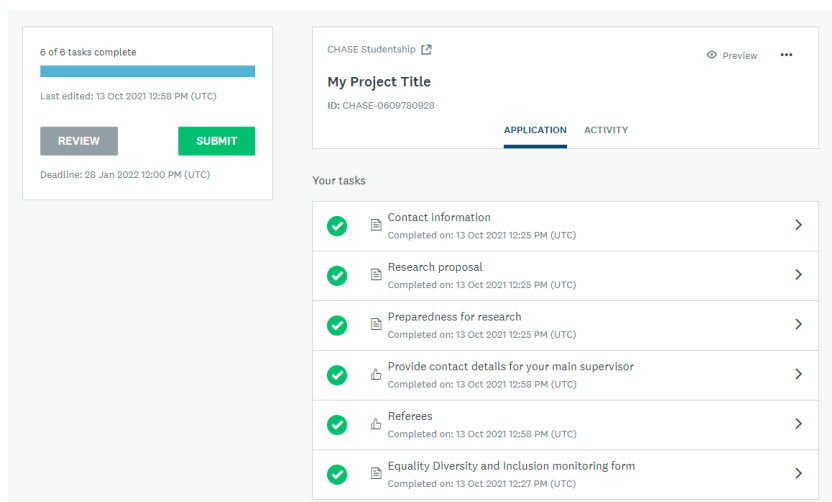 6 of 6 tasks complete
Last edited: 13 Oct 2021 12:58 PM (UTC)
REVIEW
SUBMIT
Deadline: 28 Jan 2022 12:00 PM (UTC)
CHASE Studentship
Preview
My Project Title
ID: CHASE-0609780928
APPLICATION
ACTIVITY
Your tasks
Contact information
Completed on: 13 Oct 2021 12:25 PM (UTC)
Research proposal
Completed on: 13 Oct 2021 12:25 PM (UTC)
Preparedness for research
Completed on: 13 Oct 2021 12:25 PM (UTC)
Provide contact details for your main supervisor
Completed on: 13 Oct 2021 12:58 PM (UTC)
Referees
Completed on: 13 Oct 2021 12:58 PM (UTC)
Equality Diversity and Inclusion monitoring form
Completed on: 13 Oct 2021 12:27 PM (UTC)